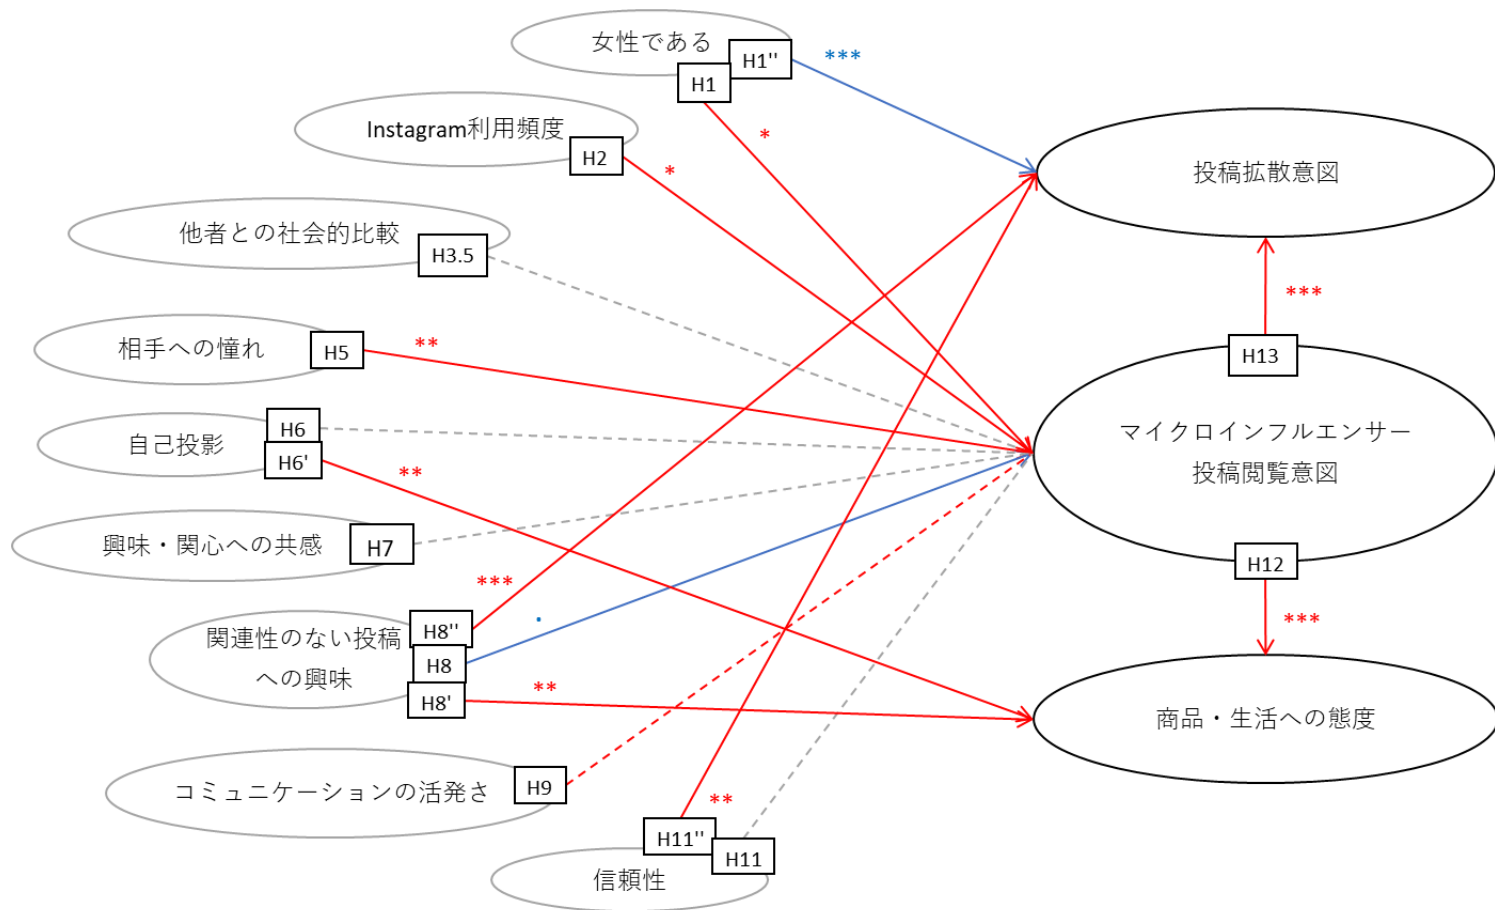 女性である
H1''
***
H1
*
Instagram利用頻度
H2
*
投稿拡散意図
他者との社会的比較
H3.5
***
相手への憧れ
H5
**
H13
自己投影
H6
H6'
**
マイクロインフルエンサー
投稿閲覧意図
興味・関心への共感
H7
H12
***
***
関連性のない投稿
への興味
H8''
H8
H8'
.
**
商品・生活への態度
コミュニケーションの活発さ
H9
**
H11''
H11
信頼性